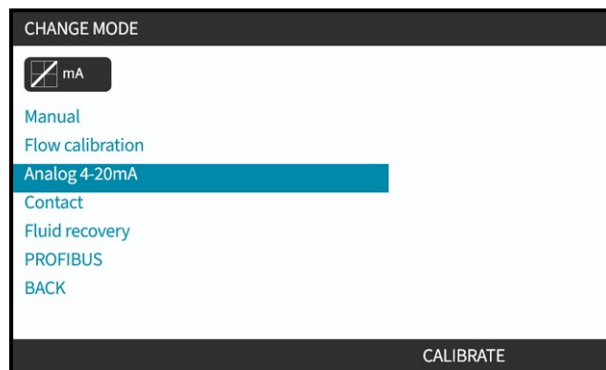 CHANGE MODE
mA
Manual
Flow calibration
Analog 4-20mA
Contact
Fluid recovery
PROFIBUS
BACK
CALIBRATE